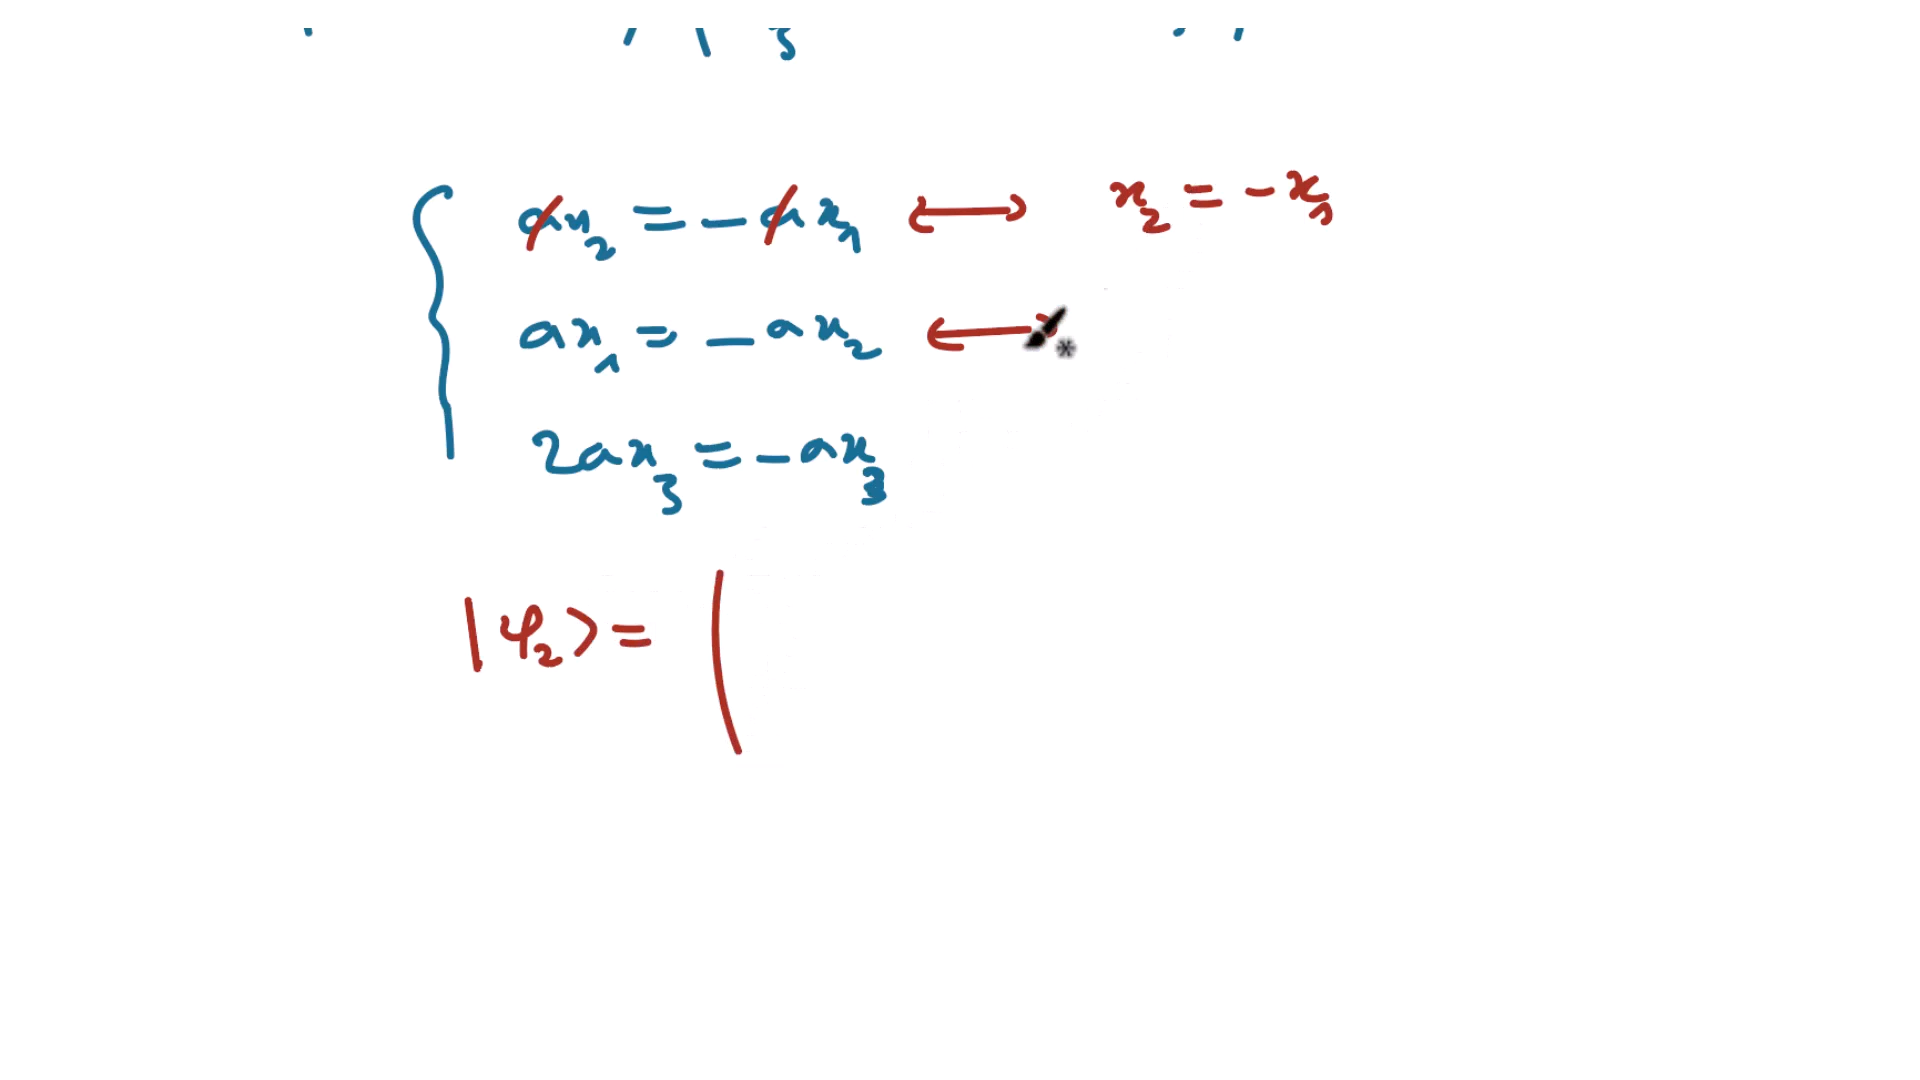 ax₂ = -ax₁ ⟷ x₂ = -x₁
ax₁ = -ax₂ ⟷
2ax₃ = -ax₃
|φ₂⟩ = (